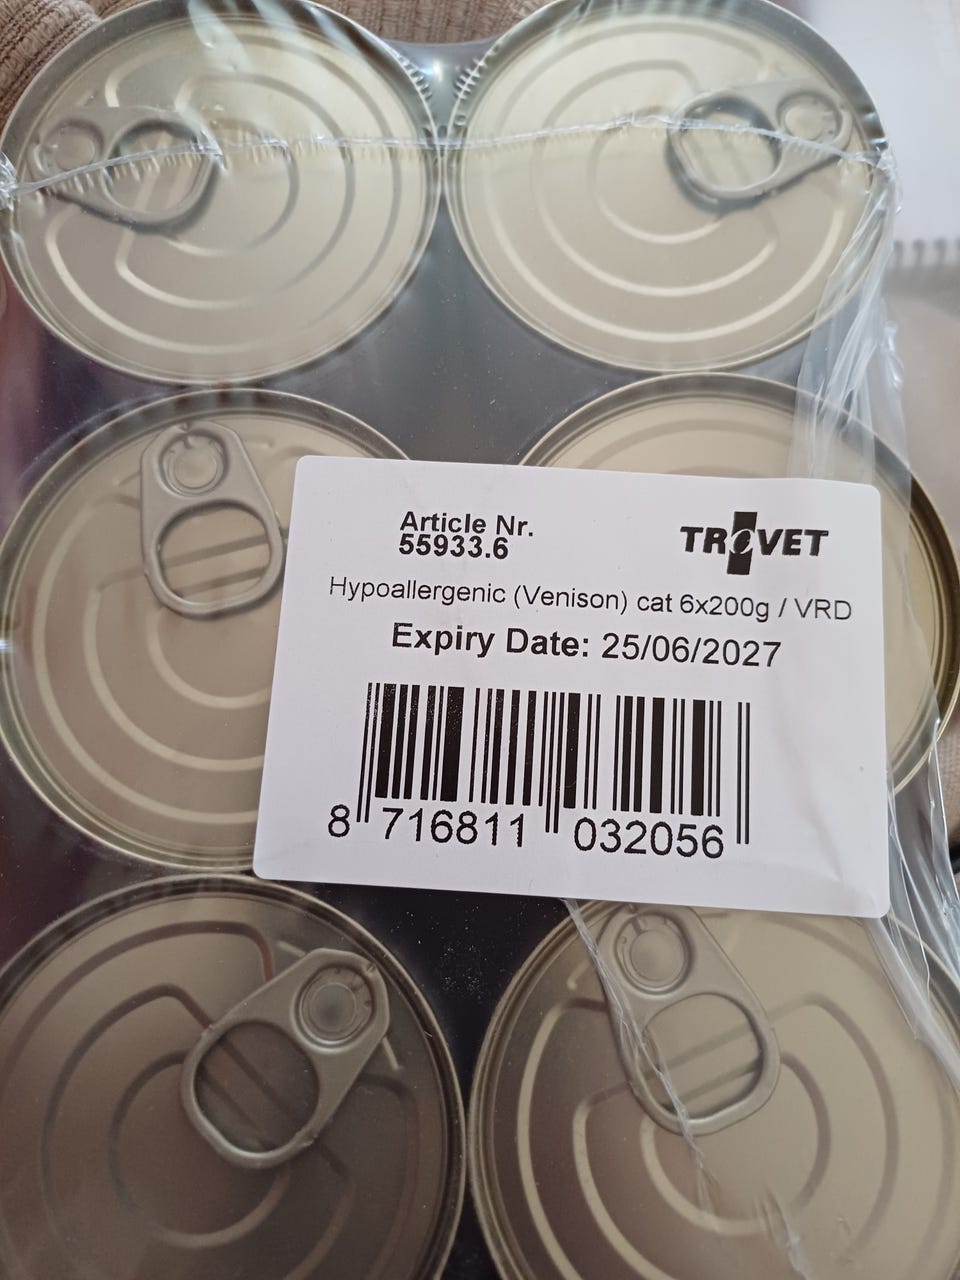 Article Nr.
55933.6
TROVET
Hypoallergenic (Venison) cat 6x200g / VRD
Expiry Date: 25/06/2027
8 716811 032056